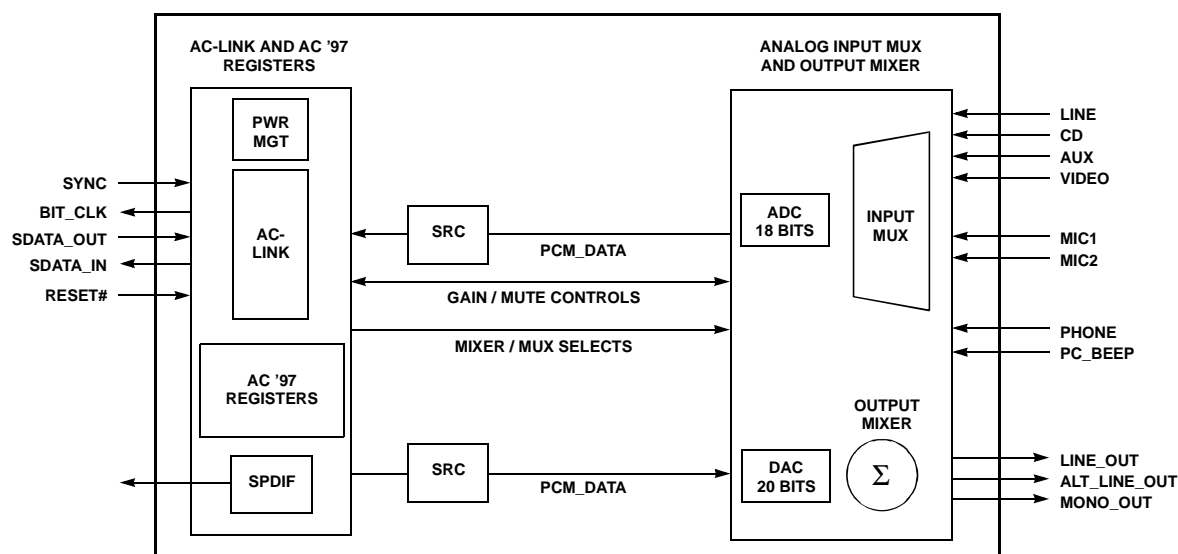 AC-LINK AND AC '97
REGISTERS
ANALOG INPUT MUX
AND OUTPUT MIXER
PWR
MGT
SYNC
BIT_CLK
SDATA_OUT
SDATA_IN
RESET#
AC-
LINK
AC '97
REGISTERS
SPDIF
SRC
PCM_DATA
GAIN / MUTE CONTROLS
MIXER / MUX SELECTS
SRC
PCM_DATA
ADC
18 BITS
INPUT
MUX
OUTPUT
MIXER
DAC
20 BITS
Σ
LINE
CD
AUX
VIDEO
MIC1
MIC2
PHONE
PC_BEEP
LINE_OUT
ALT_LINE_OUT
MONO_OUT